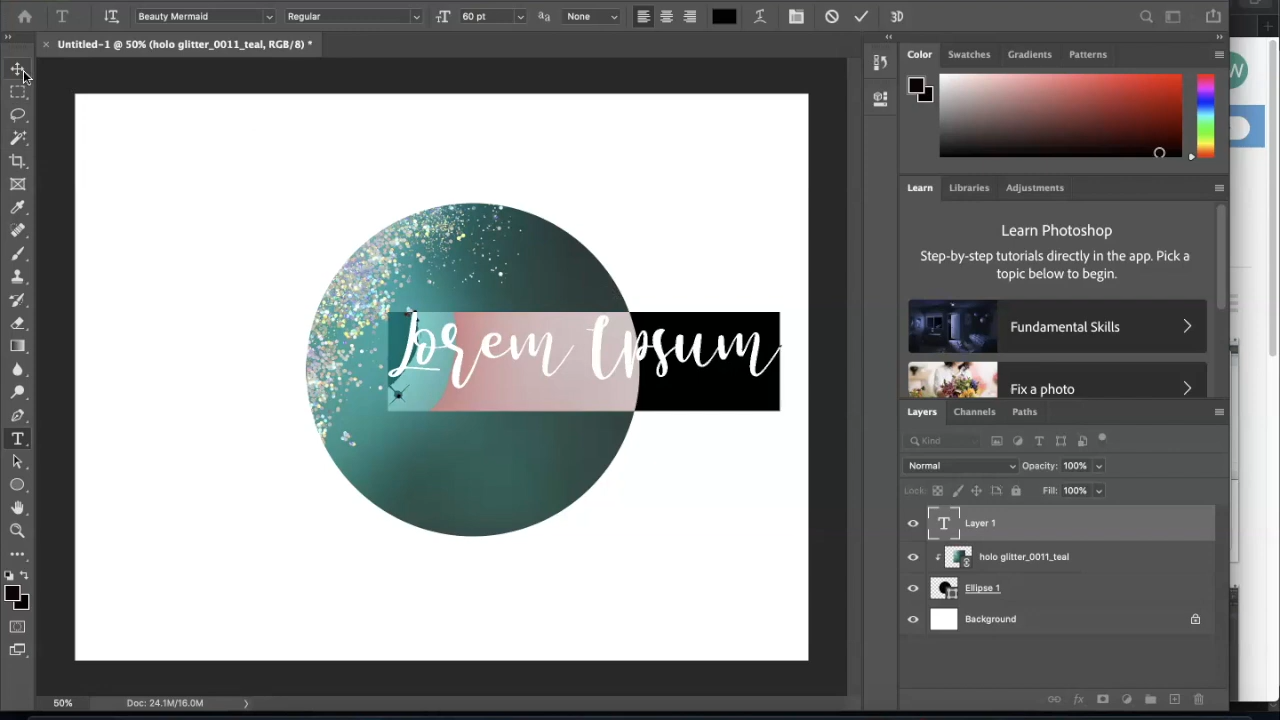 Beauty Mermaid
Regular
60 pt
None
3D
Untitled-1 @ 50% (holo glitter_0011_teal, RGB/8) *
Color
Swatches
Gradients
Patterns
Learn
Libraries
Adjustments
Learn Photoshop
Step-by-step tutorials directly in the app. Pick a
topic below to begin.
Fundamental Skills
Fix a photo
Lorem Ipsum
Layers
Channels
Paths
Kind
Normal
Opacity: 100%
Lock:
Fill: 100%
T
Layer 1
holo glitter_0011_teal
Ellipse 1
Background
50%
Doc: 24.1M/16.0M
W